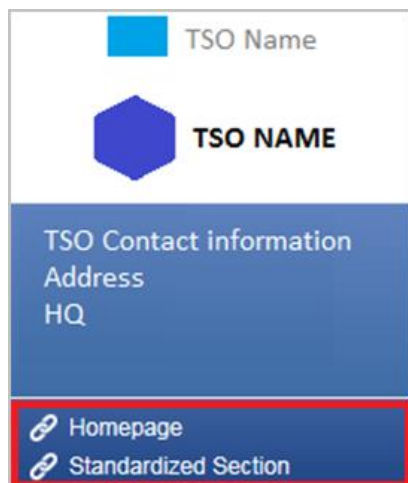 TSO Name
TSO NAME
TSO Contact information
Address
HQ
Homepage
Standardized Section